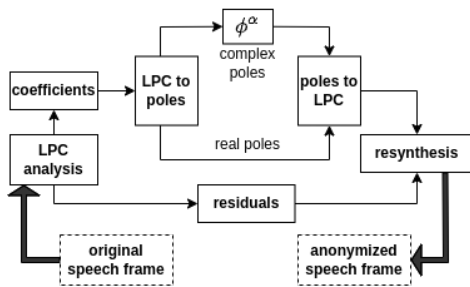 ϕ^α
complex
poles
coefficients
LPC to
poles
poles to
LPC
real poles
LPC
analysis
resynthesis
residuals
original
speech frame
anonymized
speech frame